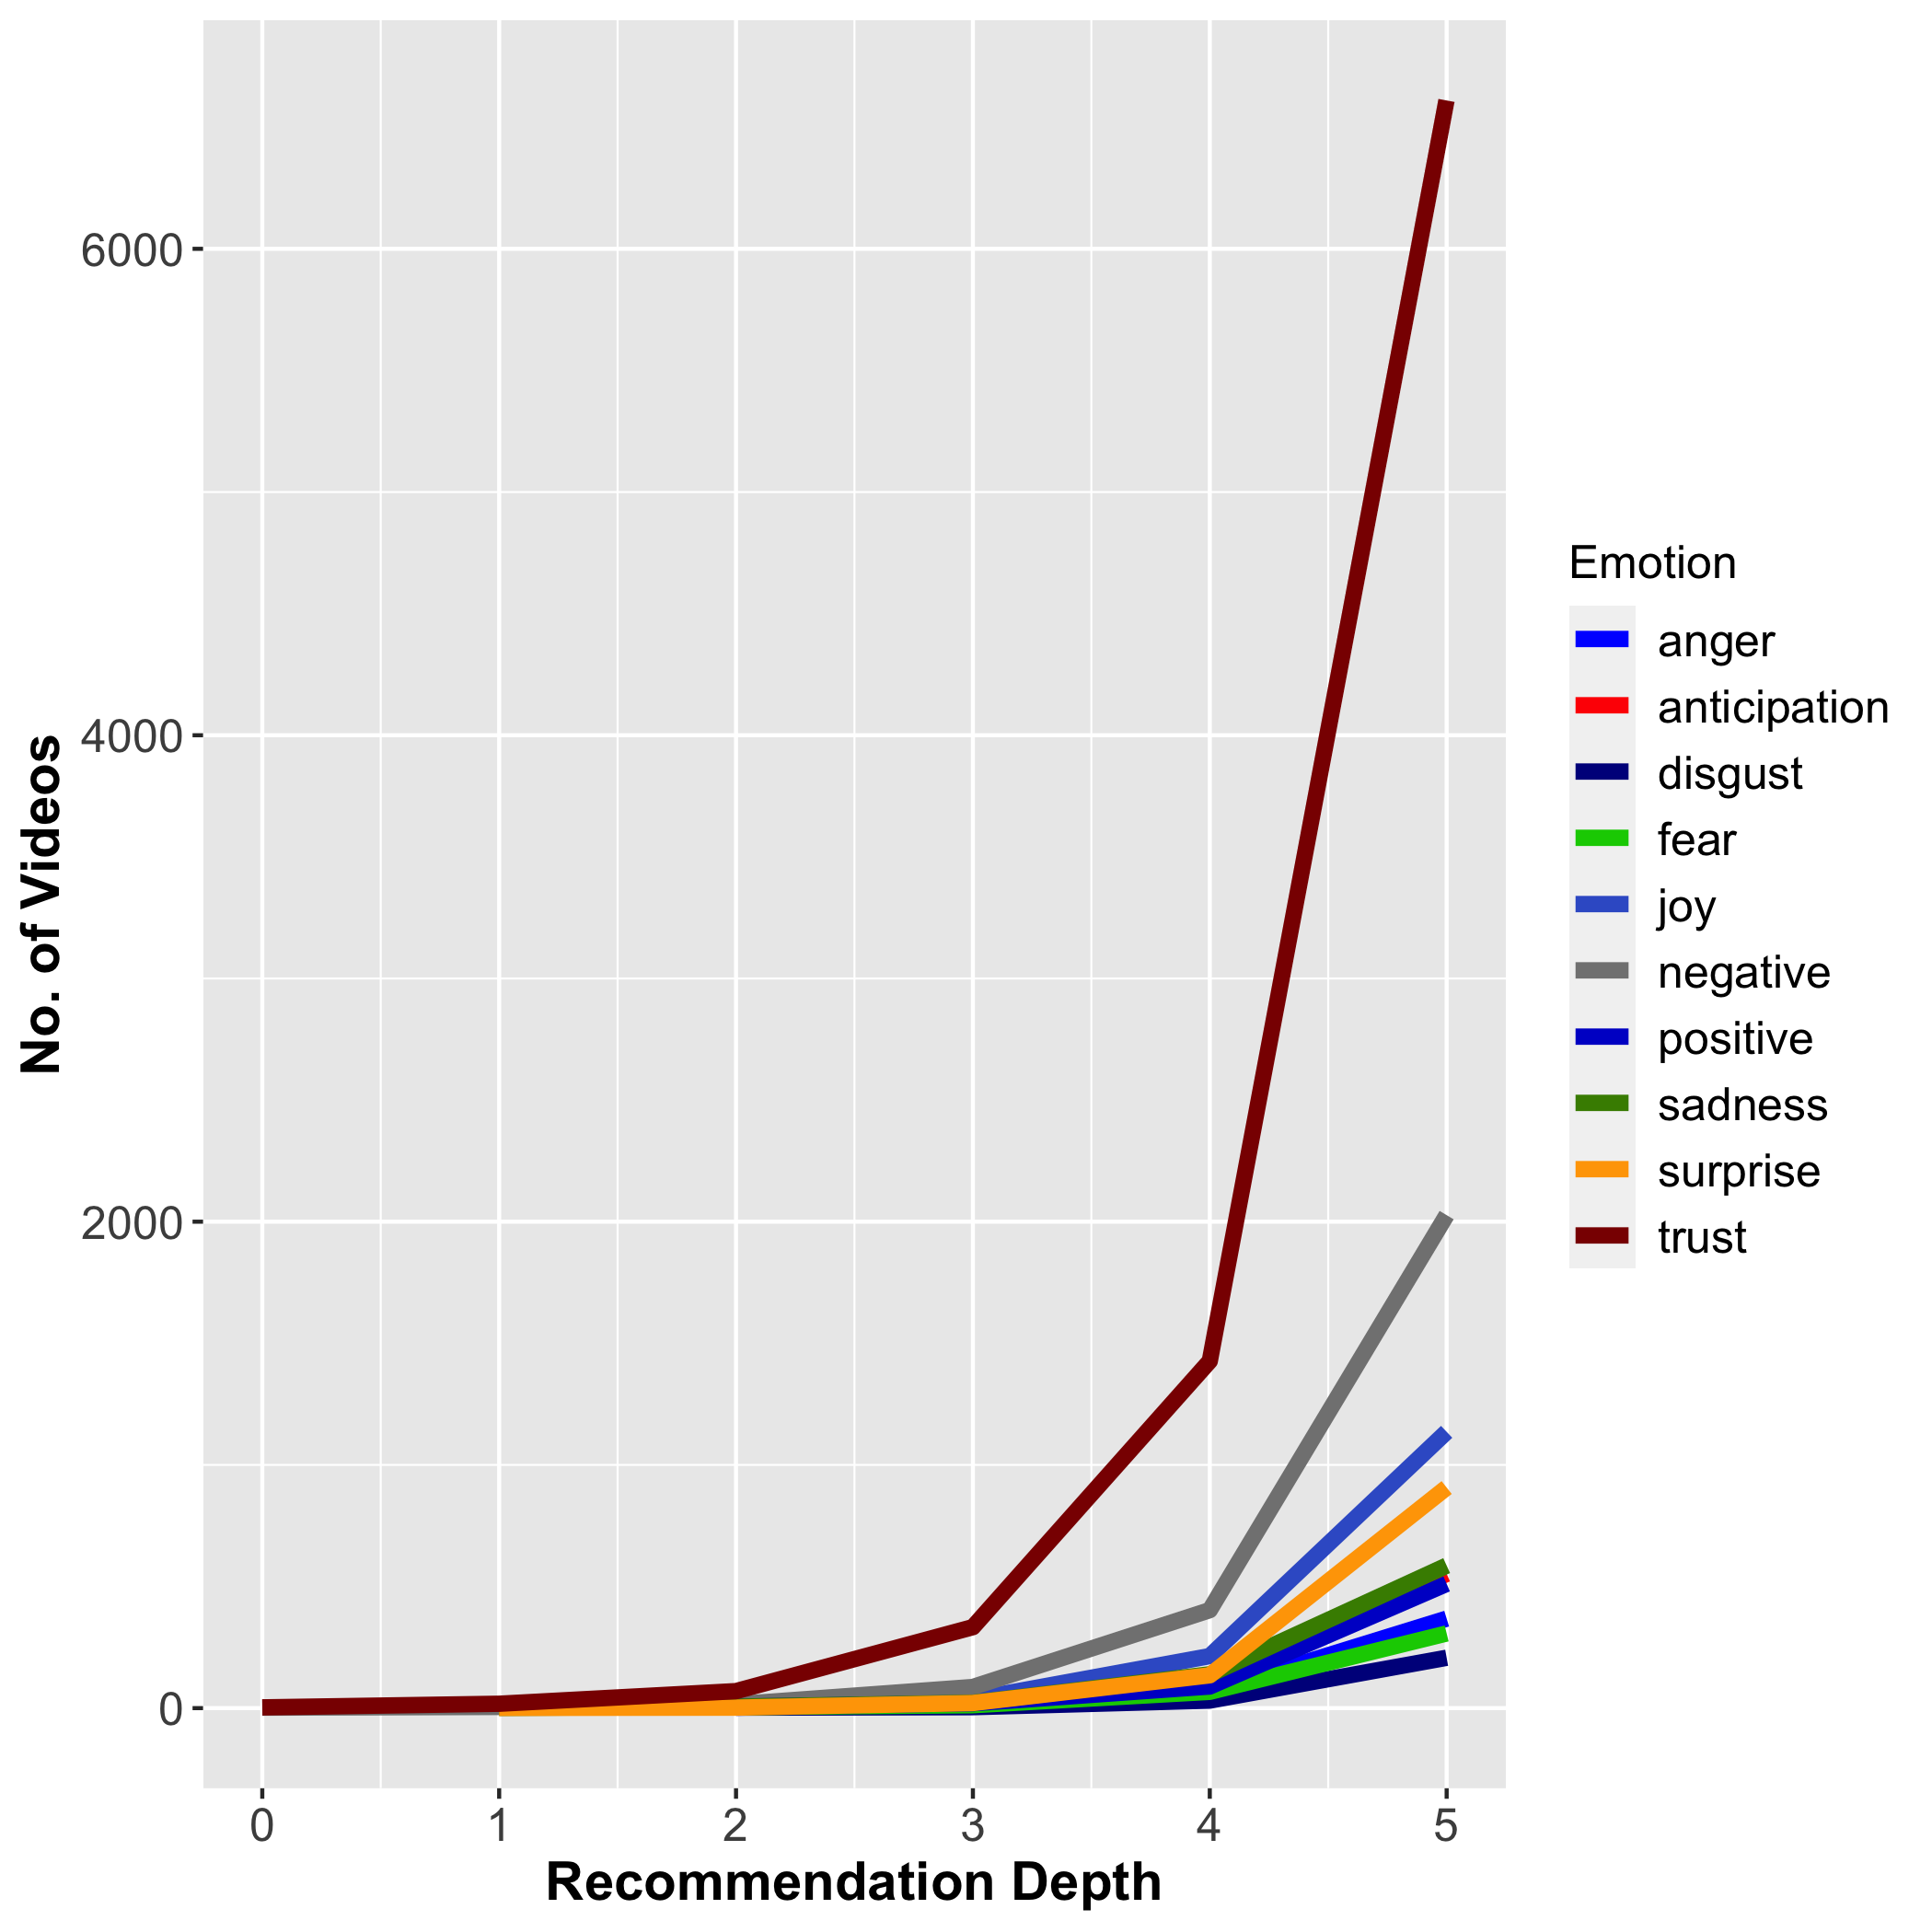 No. of Videos
6000
4000
2000
0
0 1 2 3 4 5
Recommendation Depth
Emotion
anger
anticipation
disgust
fear
joy
negative
positive
sadness
surprise
trust